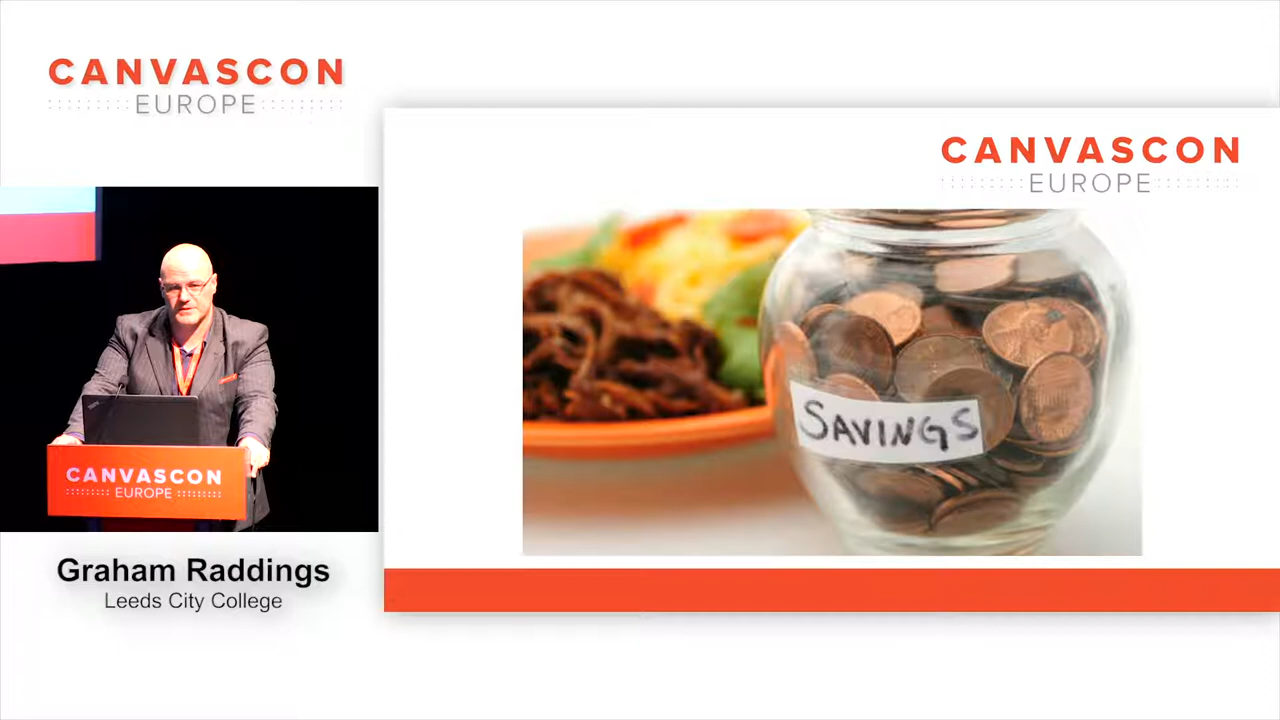 CANVASCON
EUROPE
CANVASCON
EUROPE
SAVINGS
CANVASCON
EUROPE
Graham Raddings
Leeds City College